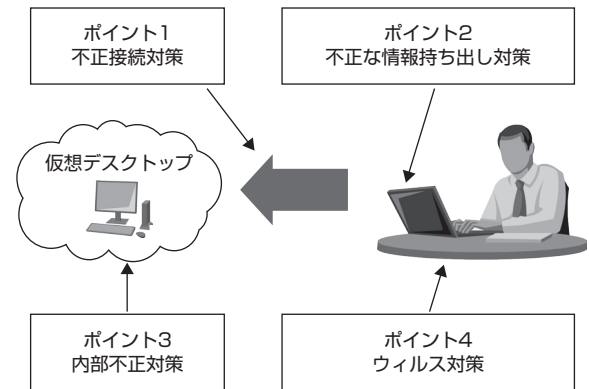 ポイント1
不正接続対策
ポイント2
不正な情報持ち出し対策
仮想デスクトップ
ポイント3
内部不正対策
ポイント4
ウィルス対策